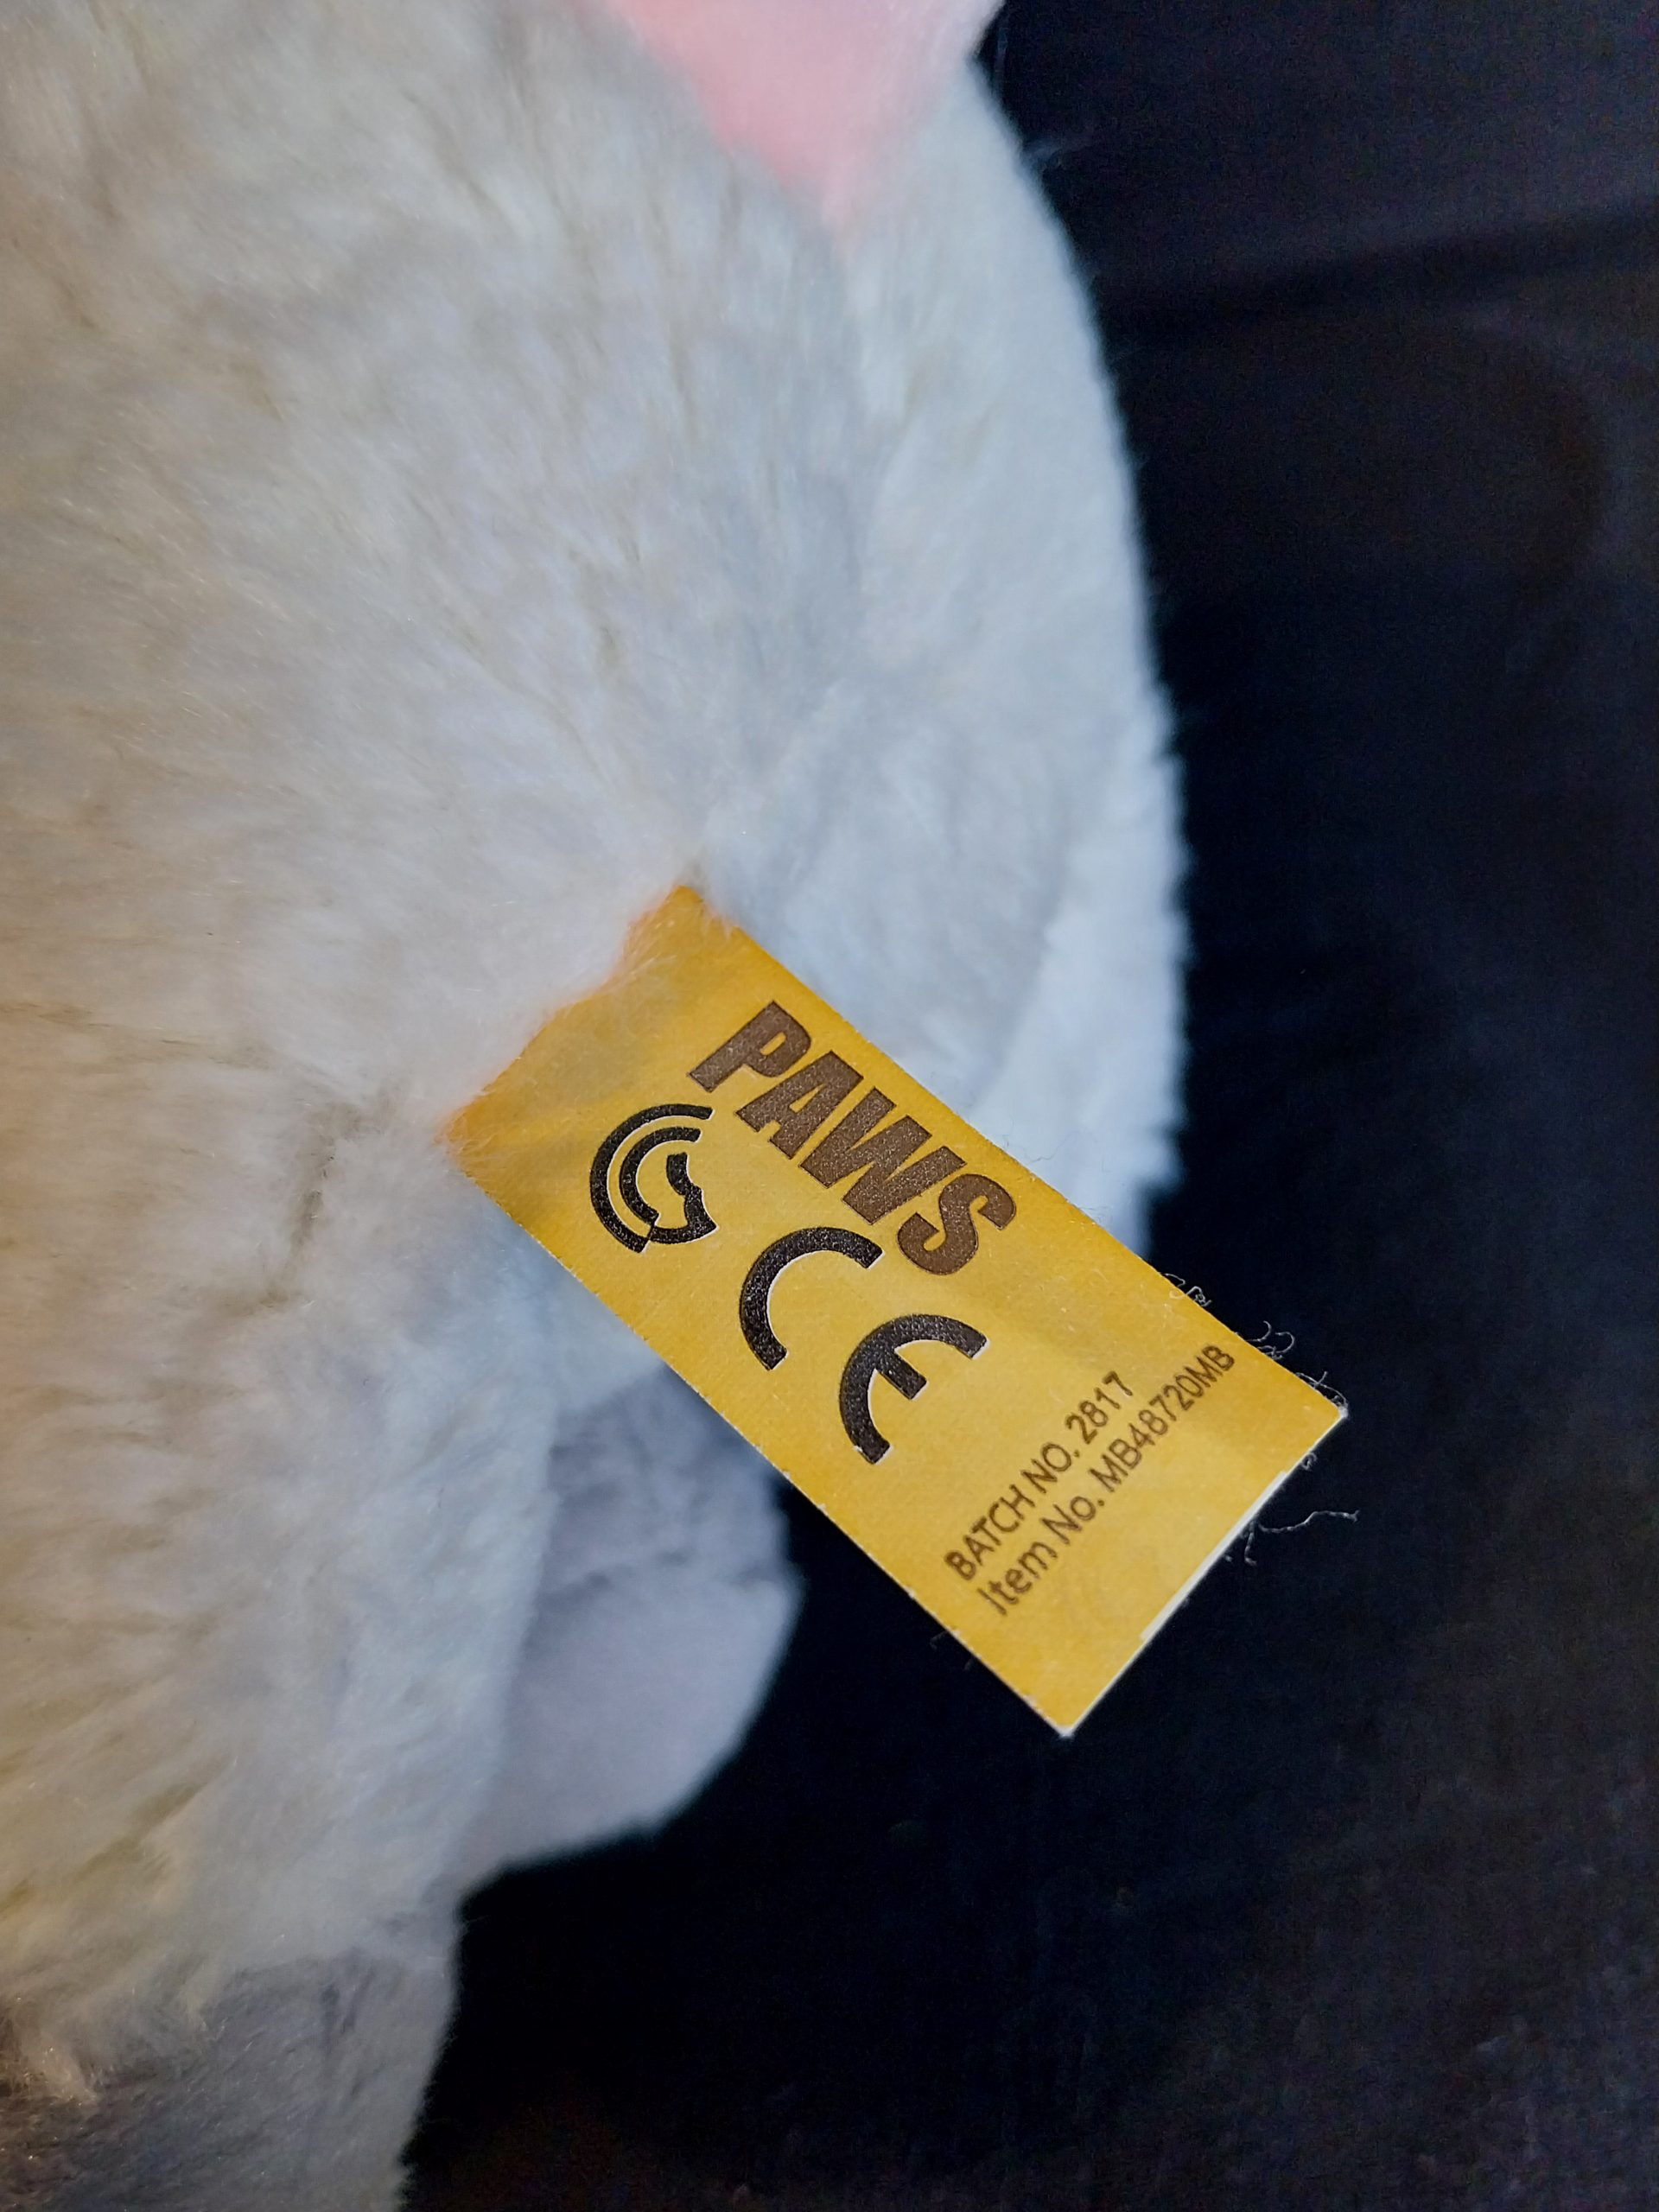 PAWS
CE
BATCH NO. 2817
Item No. MB48720MB